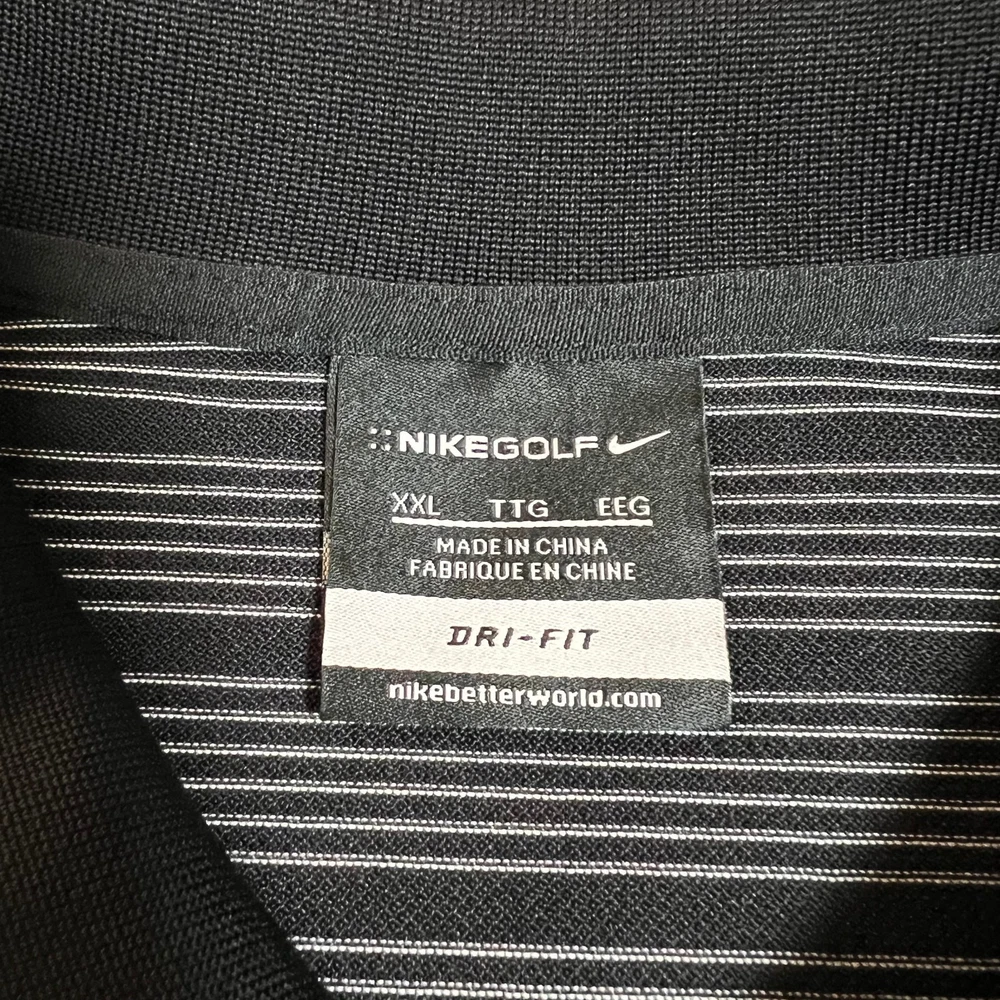 NIKEGOLF
XXL TTG EEG
MADE IN CHINA
FABRIQUE EN CHINE
DRI-FIT
nikebetterworld.com